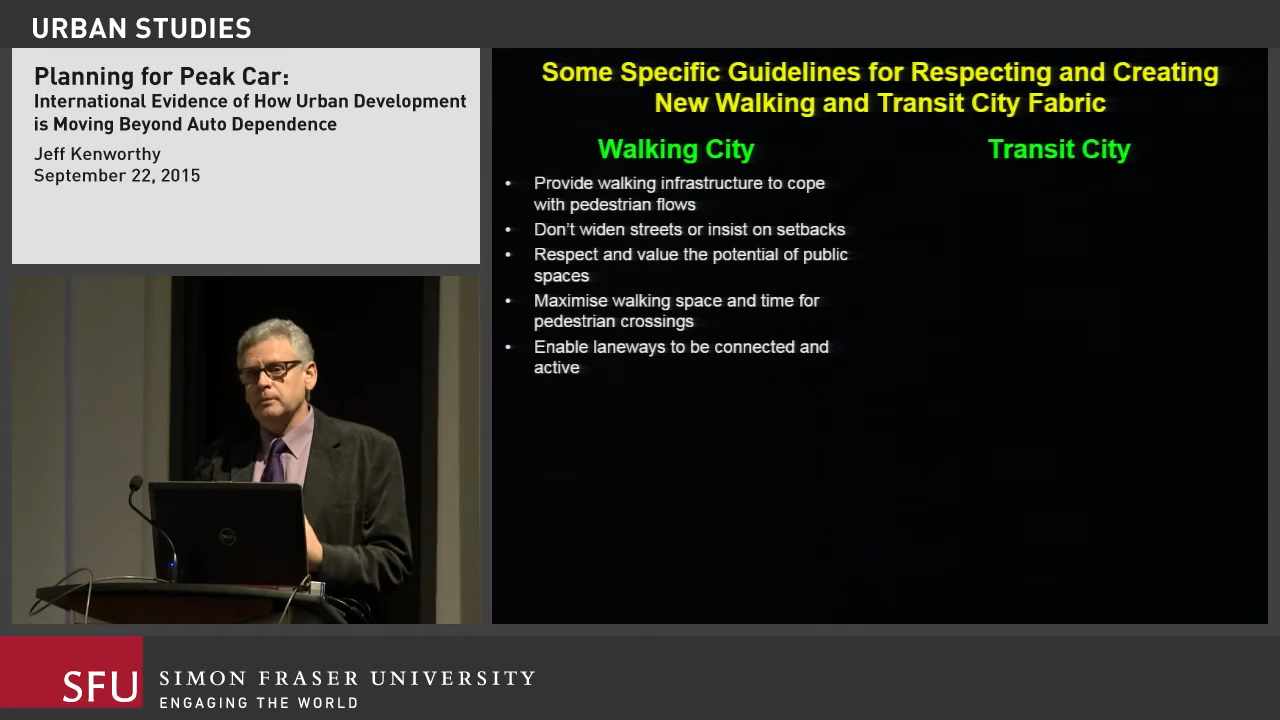 URBAN STUDIES
Planning for Peak Car:
International Evidence of How Urban Development
is Moving Beyond Auto Dependence
Jeff Kenworthy
September 22, 2015
Some Specific Guidelines for Respecting and Creating
New Walking and Transit City Fabric
Walking City
• Provide walking infrastructure to cope
with pedestrian flows
• Don't widen streets or insist on setbacks
• Respect and value the potential of public
spaces
• Maximise walking space and time for
pedestrian crossings
• Enable laneways to be connected and
active
Transit City
DELL
SFU
SIMON FRASER UNIVERSITY
ENGAGING THE WORLD